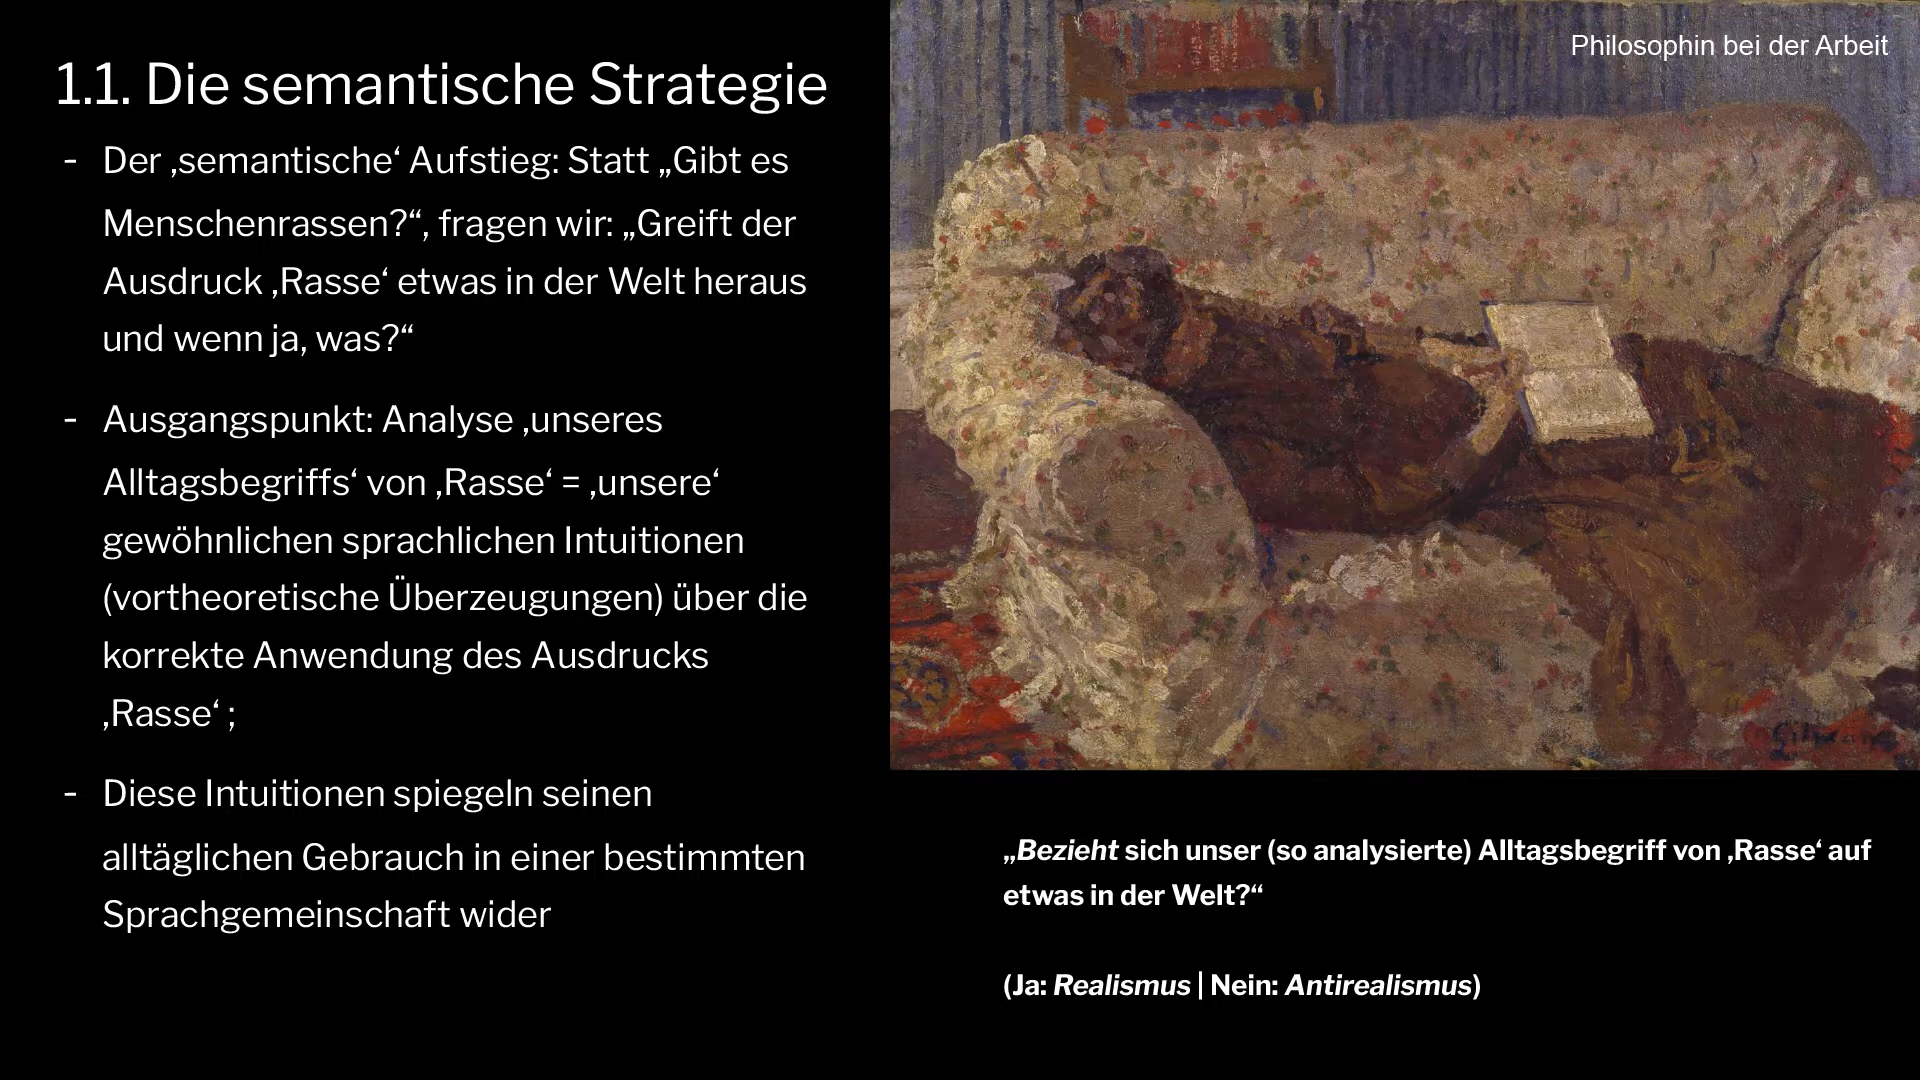 1.1. Die semantische Strategie
- Der ‚semantische‘ Aufstieg: Statt „Gibt es
Menschenrassen?“, fragen wir: „Greift der
Ausdruck ‚Rasse‘ etwas in der Welt heraus
und wenn ja, was?“
- Ausgangspunkt: Analyse ‚unseres
Alltagsbegriffs‘ von ‚Rasse‘ = ‚unsere‘
gewöhnlichen sprachlichen Intuitionen
(vortheoretische Überzeugungen) über die
korrekte Anwendung des Ausdrucks
‚Rasse‘ ;
- Diese Intuitionen spiegeln seinen
alltäglichen Gebrauch in einer bestimmten
Sprachgemeinschaft wider
Philosophin bei der Arbeit
„Bezieht sich unser (so analysierte) Alltagsbegriff von ‚Rasse‘ auf
etwas in der Welt?“
(Ja: Realismus | Nein: Antirealismus)